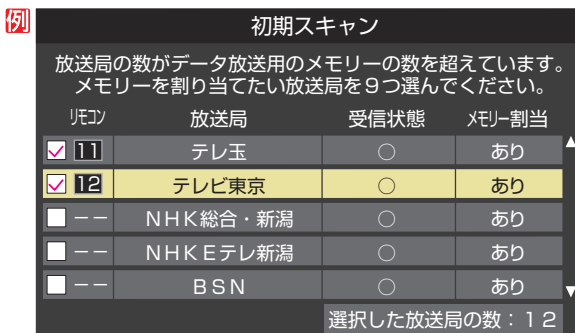 例
初期スキャン
放送局の数がデータ放送用のメモリーの数を超えています。
メモリーを割り当てたい放送局を9つ選んでください。
リモコン 放送局 受信状態 メモリー割当
11 テレ玉 ○ あり
12 テレビ東京 ○ あり
−− NHK総合・新潟 ○ あり
−− NHKEテレ新潟 ○ あり
−− BSN ○ あり
選択した放送局の数：12